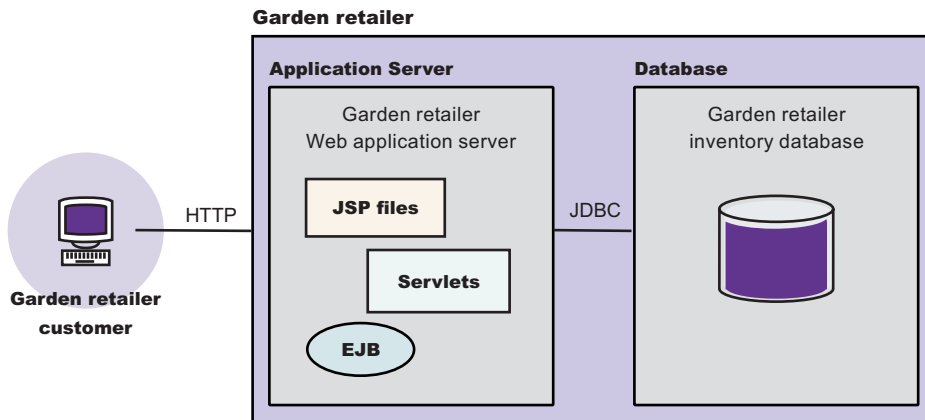 Garden retailer
Application Server
Database
Garden retailer
Web application server
Garden retailer
inventory database
JSP files
HTTP
JDBC
Servlets
Garden retailer
customer
EJB